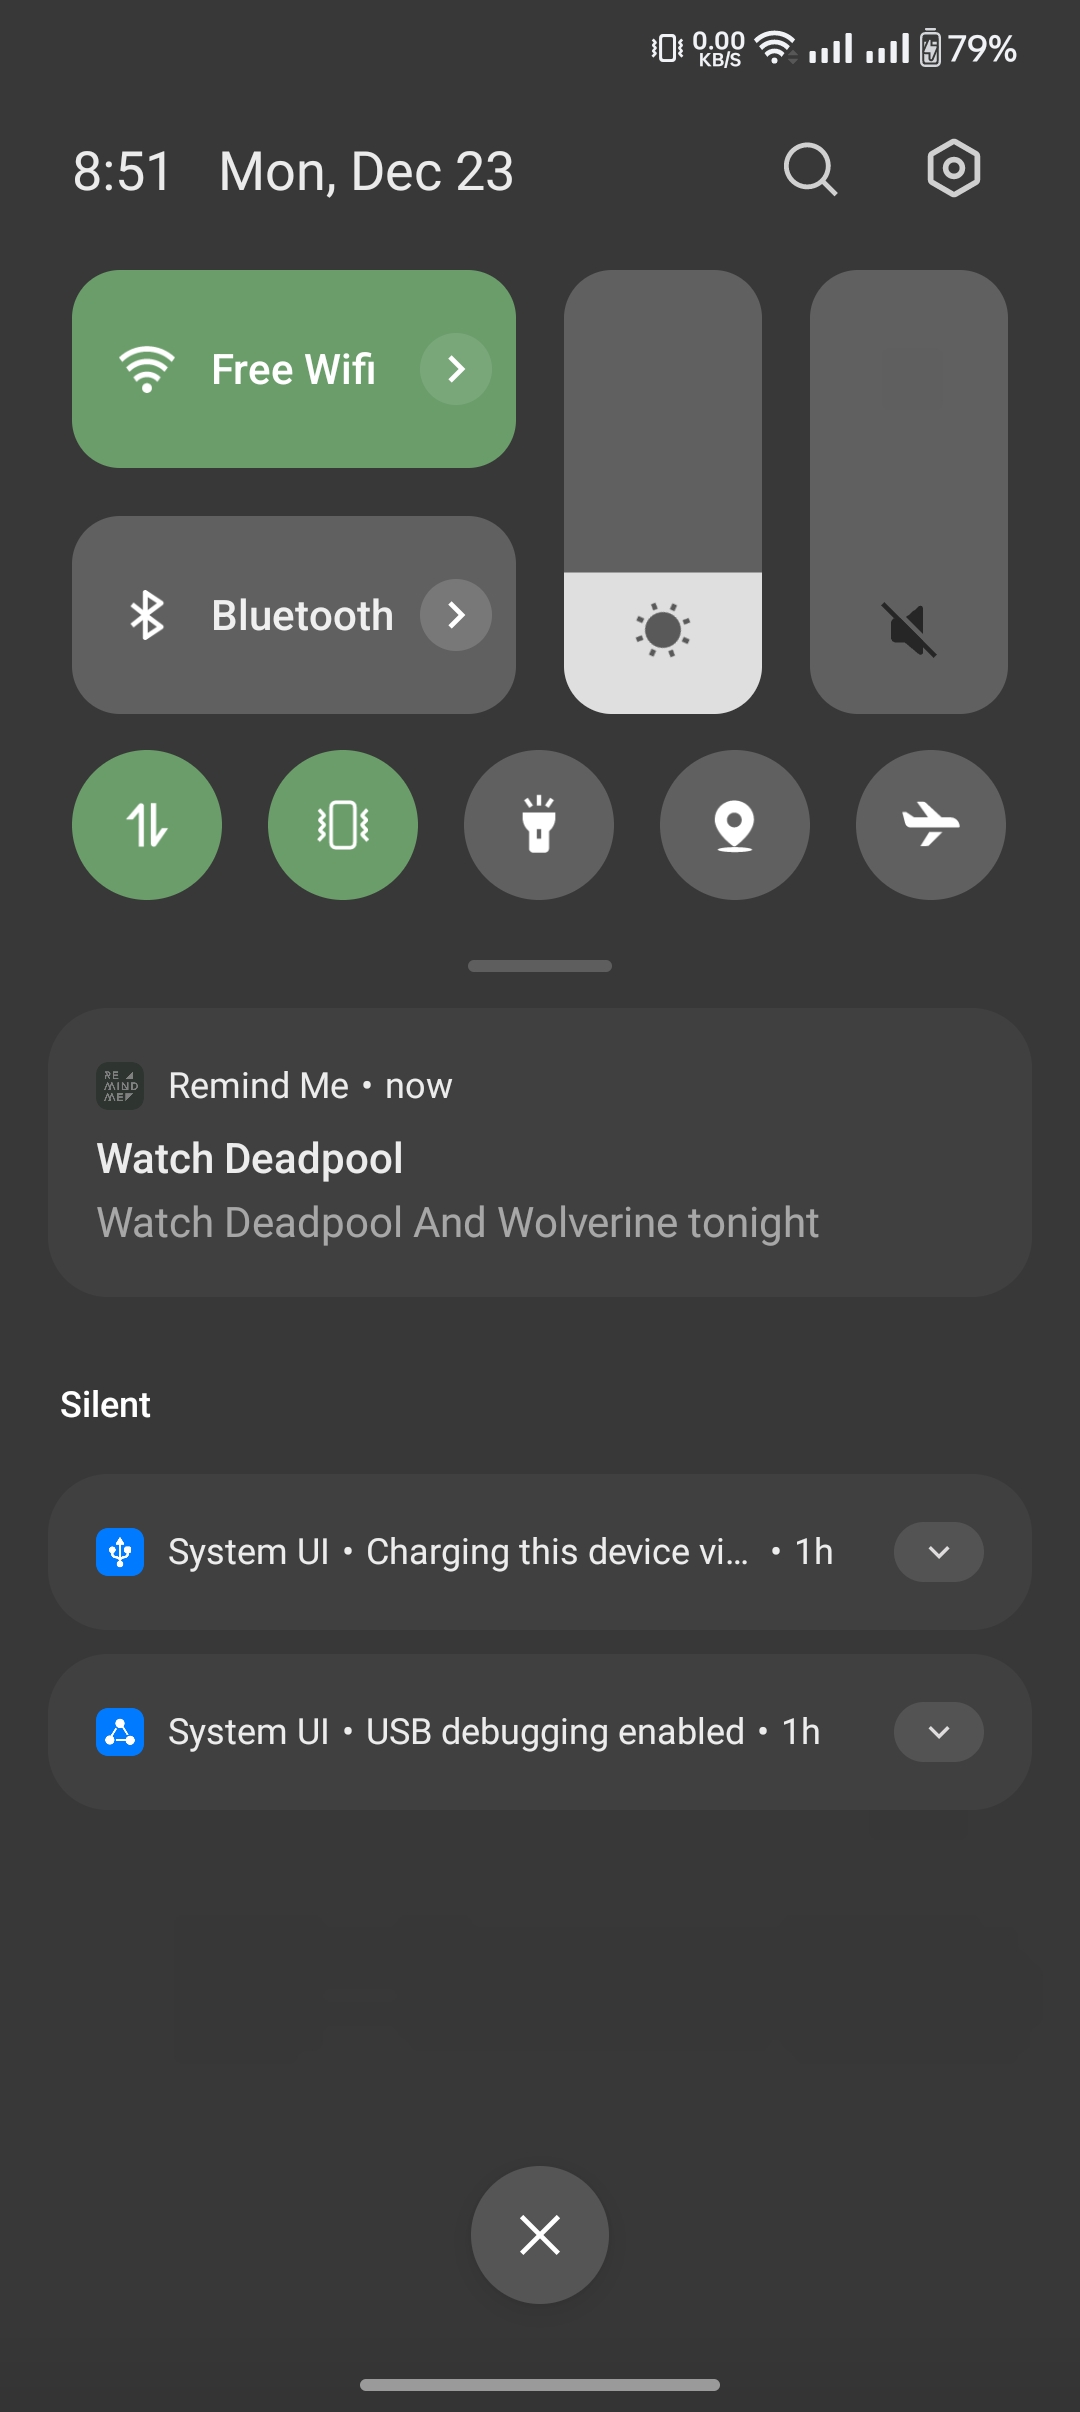 0.00
KB/S
79%
8:51 Mon, Dec 23
Free Wifi
Bluetooth
RE
MIND
ME
Remind Me • now
Watch Deadpool
Watch Deadpool And Wolverine tonight
Silent
System UI • Charging this device vi... • 1h
System UI • USB debugging enabled • 1h